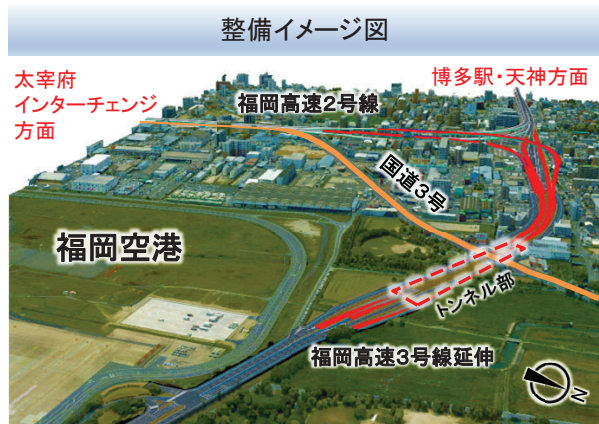 整備イメージ図
太宰府
インターチェンジ
方面
博多駅・天神方面
福岡高速2号線
国道3号
福岡空港
トンネル部
福岡高速3号線延伸
N